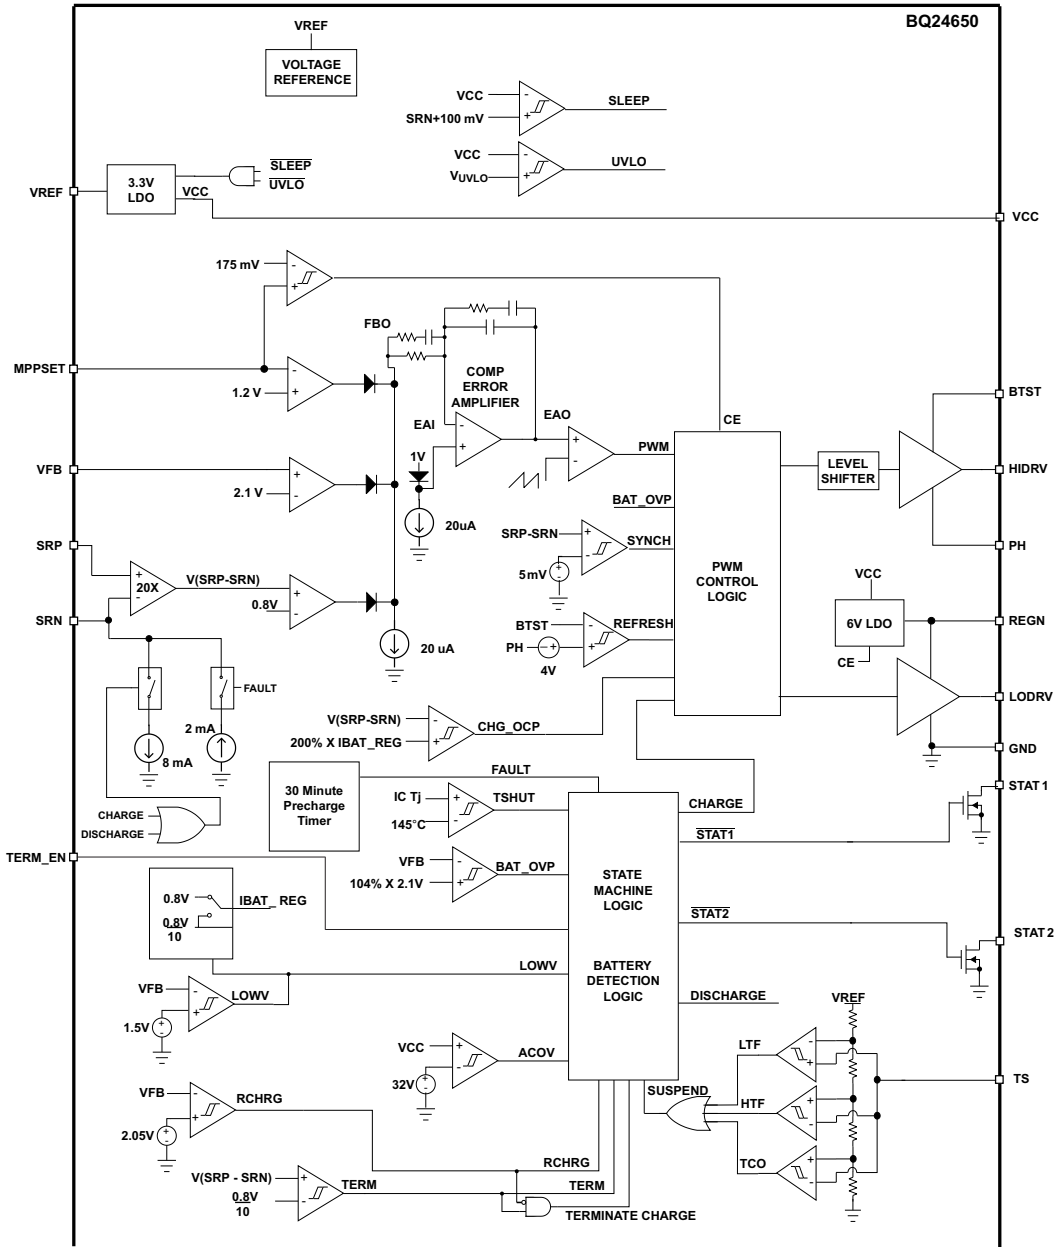 BQ24650
VREF
VOLTAGE
REFERENCE
VCC
-
SRN+100 mV
+
SLEEP
VCC
-
VUVLO
+
UVLO
VREF
3.3V
LDO
VCC
SLEEP
UVLO
VCC
175 mV
-
+
FBO
MPPSET
-
1.2 V
+
COMP
ERROR
AMPLIFIER
EAI
-
+
EAO
+
-
PWM
CE
BTST
LEVEL
SHIFTER
HIDRV
VFB
+
2.1 V
-
1V
20uA
BAT_OVP
SRP
SRP-SRN
+
-
SYNCH
5mV
+
-
PWM
CONTROL
LOGIC
PH
+
20X
-
V(SRP-SRN)
+
0.8V
-
SRN
20 uA
BTST
-
REFRESH
PH
- +
+
4V
VCC
6V LDO
CE
REGN
FAULT
2 mA
8 mA
LODRV
V(SRP-SRN)
-
200% X IBAT_REG
+
CHG_OCP
GND
30 Minute
Precharge
Timer
FAULT
IC Tj
+
TSHUT
145°C
-
CHARGE
STAT1
STAT1
CHARGE
DISCHARGE
TERM_EN
VFB
-
BAT_OVP
104% X 2.1V
+
STATE
MACHINE
LOGIC
BATTERY
DETECTION
LOGIC
0.8V
IBAT_REG
0.8V
10
STAT2
STAT2
LOWV
VFB
-
LOWV
+
1.5V
+
-
DISCHARGE
VREF
VCC
+
ACOV
-
32V
+
-
LTF
-
+
TS
SUSPEND
HTF
+
-
VFB
-
RCHRG
+
2.05V
+
-
TCO
+
-
RCHRG
V(SRP - SRN)
+
TERM
0.8V
10
-
TERM
TERMINATE CHARGE